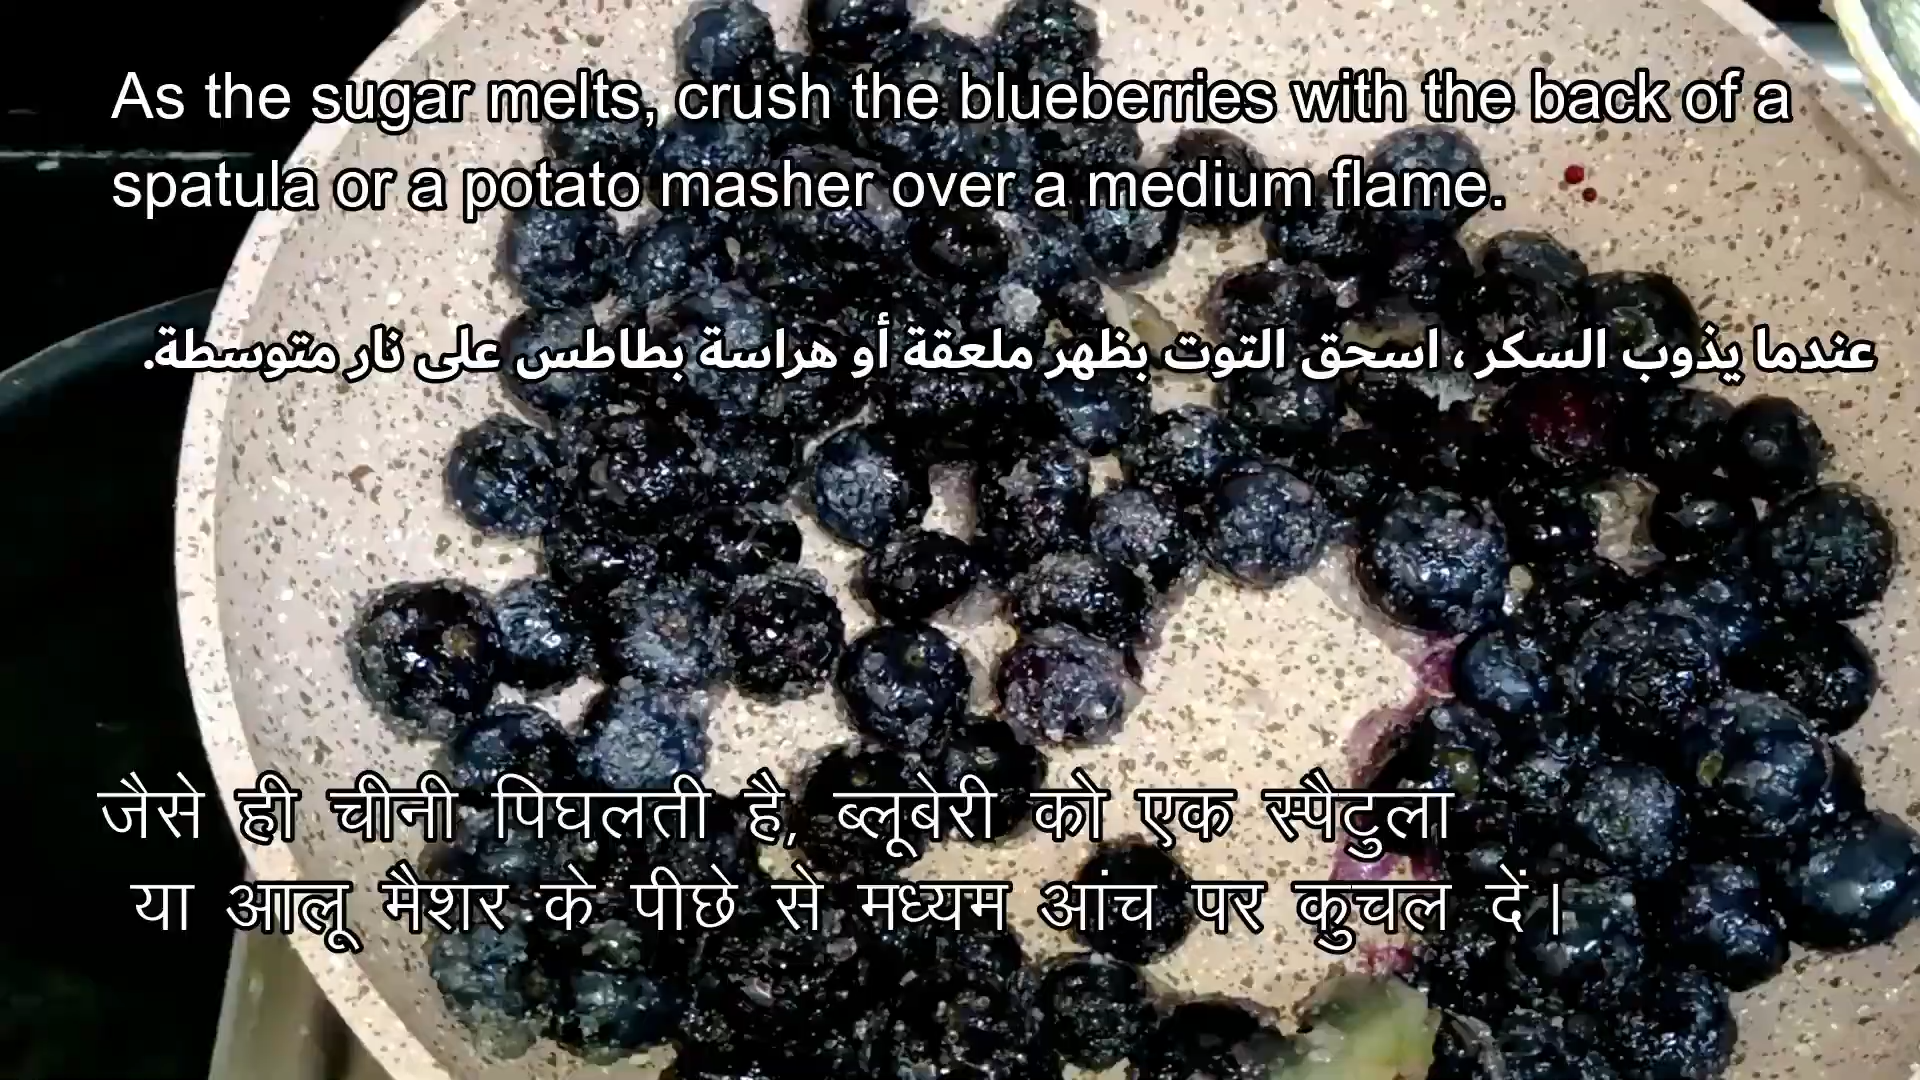 As the sugar melts, crush the blueberries with the back of a
spatula or a potato masher over a medium flame.
عندما يذوب السكر ، اسحق التوت بظهر ملعقة أو هراسة بطاطس على نار متوسطة.
जैसे ही चीनी पिघलती है, ब्लूबेरी को एक स्पैटुला
या आलू मैशर के पीछे से मध्यम आंच पर कुचल दें।